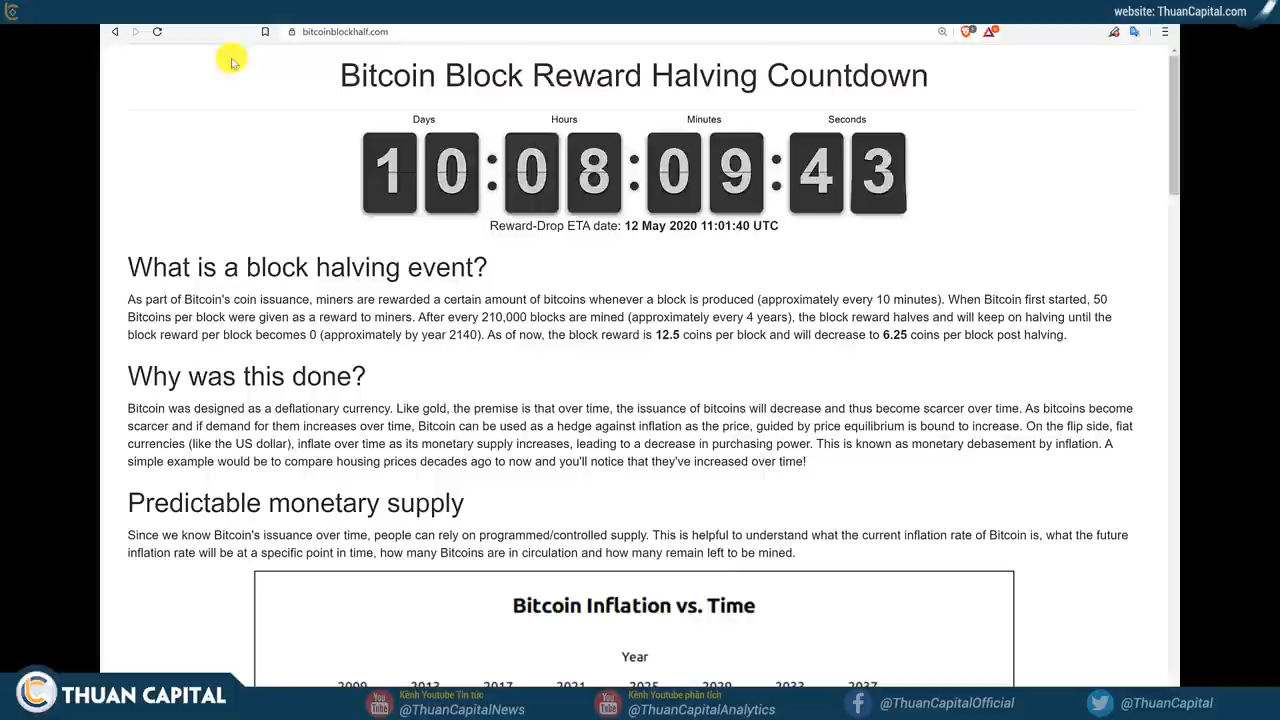 website: ThuanCapital.com
bitcoinblockhalf.com
Bitcoin Block Reward Halving Countdown
Days Hours Minutes Seconds
10:08:09:43
Reward-Drop ETA date: 12 May 2020 11:01:40 UTC
What is a block halving event?
As part of Bitcoin's coin issuance, miners are rewarded a certain amount of bitcoins whenever a block is produced (approximately every 10 minutes). When Bitcoin first started, 50
Bitcoins per block were given as a reward to miners. After every 210,000 blocks are mined (approximately every 4 years), the block reward halves and will keep on halving until the
block reward per block becomes 0 (approximately by year 2140). As of now, the block reward is 12.5 coins per block and will decrease to 6.25 coins per block post halving.
Why was this done?
Bitcoin was designed as a deflationary currency. Like gold, the premise is that over time, the issuance of bitcoins will decrease and thus become scarcer over time. As bitcoins become
scarcer and if demand for them increases over time, Bitcoin can be used as a hedge against inflation as the price, guided by price equilibrium is bound to increase. On the flip side, fiat
currencies (like the US dollar), inflate over time as its monetary supply increases, leading to a decrease in purchasing power. This is known as monetary debasement by inflation. A
simple example would be to compare housing prices decades ago to now and you'll notice that they've increased over time!
Predictable monetary supply
Since we know Bitcoin's issuance over time, people can rely on programmed/controlled supply. This is helpful to understand what the current inflation rate of Bitcoin is, what the future
inflation rate will be at a specific point in time, how many Bitcoins are in circulation and how many remain left to be mined.
Bitcoin Inflation vs. Time
Year
2009 2013 2017 2021 2025 2029 2033 2037
THUAN CAPITAL
Kênh Youtube Tin tức
@ThuanCapitalNews
Kênh Youtube phân tích
@ThuanCapitalAnalytics
@ThuanCapitalOfficial
@ThuanCapital